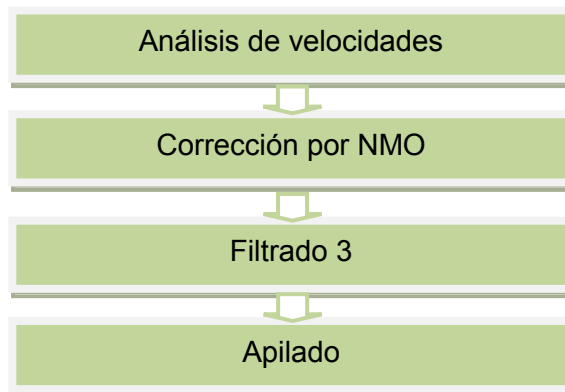 Análisis de velocidades
Corrección por NMO
Filtrado 3
Apilado